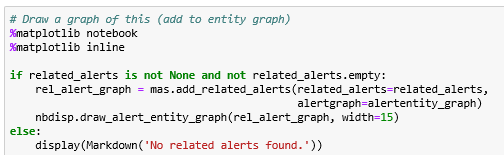 # Draw a graph of this (add to entity graph)
%matplotlib notebook
%matplotlib inline

if related_alerts is not None and not related_alerts.empty:
    rel_alert_graph = mas.add_related_alerts(related_alerts=related_alerts,
                                             alertgraph=alertentity_graph)
    nbdisp.draw_alert_entity_graph(rel_alert_graph, width=15)
else:
    display(Markdown('No related alerts found.'))